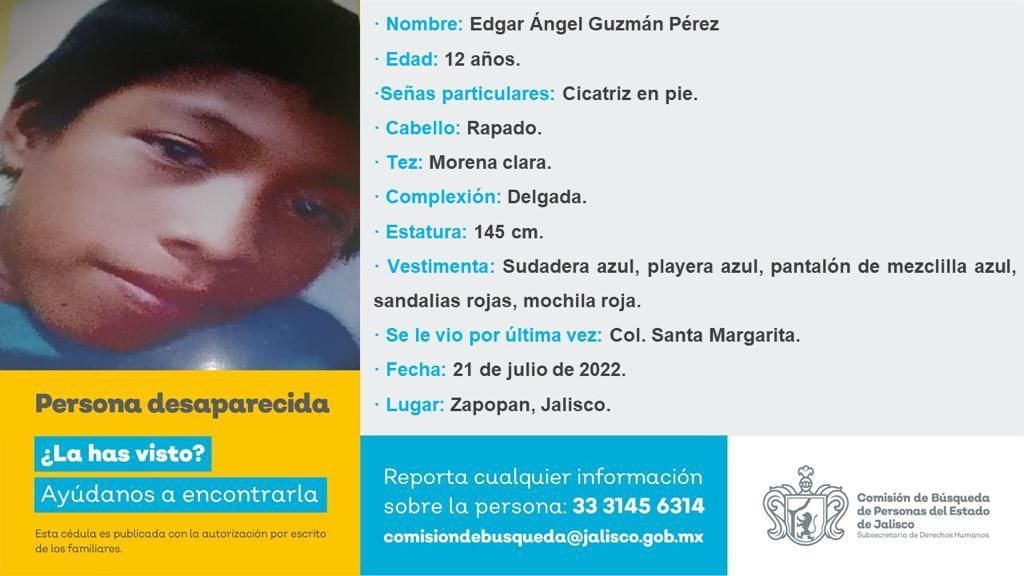 · Nombre: Edgar Ángel Guzmán Pérez
· Edad: 12 años.
·Señas particulares: Cicatriz en pie.
· Cabello: Rapado.
· Tez: Morena clara.
· Complexión: Delgada.
· Estatura: 145 cm.
· Vestimenta: Sudadera azul, playera azul, pantalón de mezclilla azul,
sandalias rojas, mochila roja.
· Se le vio por última vez: Col. Santa Margarita.
· Fecha: 21 de julio de 2022.
· Lugar: Zapopan, Jalisco.
Persona desaparecida
¿La has visto?
Ayúdanos a encontrarla
Esta cédula es publicada con la autorización por escrito
de los familiares.
Reporta cualquier información
sobre la persona: 33 3145 6314
comisiondebusqueda@jalisco.gob.mx
Comisión de Búsqueda
de Personas del Estado
de Jalisco
Subsecretaría de Derechos Humanos